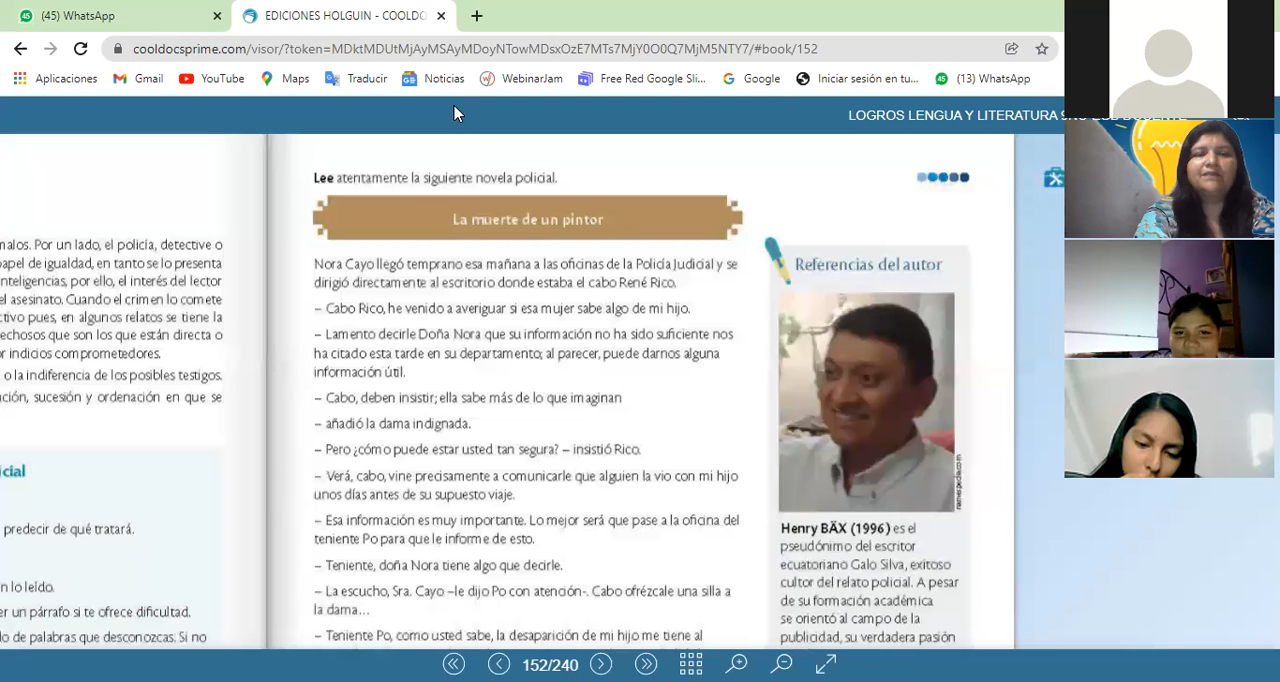 (45) WhatsApp
EDICIONES HOLGUIN - COOLDO
cooldocsprime.com/visor/?token=MDktMDUtMjAyMSAyMDoyNTowMDsxOzE7MTs7MjY0O0Q7MjM5NTY7/#book/152
Aplicaciones Gmail YouTube Maps Traducir Noticias WebinarJam Free Red Google Sli... Google Iniciar sesión en tu... (13) WhatsApp
LOGROS LENGUA Y LITERATURA
Lee atentamente la siguiente novela policial.
La muerte de un pintor
malos. Por un lado, el policía, detective o
papel de igualdad, en tanto se lo presenta
inteligencias, por ello, el interés del lector
el asesinato. Cuando el crimen lo comete
ctivo pues, en algunos relatos se tiene la
pechosos que son los que están directa o
or indicios comprometedores.
o la indiferencia de los posibles testigos.
ación, sucesión y ordenación en que se
icial
predecir de qué tratará.
n lo leído.
er un párrafo si te ofrece dificultad.
do de palabras que desconozcas. Si no
Nora Cayo llegó temprano esa mañana a las oficinas de la Policía Judicial y se
dirigió directamente al escritorio donde estaba el cabo René Rico.
– Cabo Rico, he venido a averiguar si esa mujer sabe algo de mi hijo.
– Lamento decirle Doña Nora que su información no ha sido suficiente nos
ha citado esta tarde en su departamento; al parecer, puede darnos alguna
información útil.
– Cabo, deben insistir; ella sabe más de lo que imaginan
– añadió la dama indignada.
– Pero ¿cómo puede estar usted tan segura? – insistió Rico.
– Verá, cabo, vine precisamente a comunicarle que alguien la vio con mi hijo
unos días antes de su supuesto viaje.
– Esa información es muy importante. Lo mejor será que pase a la oficina del
teniente Po para que le informe de esto.
– Teniente, doña Nora tiene algo que decirle.
– La escucho, Sra. Cayo –le dijo Po con atención-. Cabo ofrézcale una silla a
la dama...
– Teniente Po, como usted sabe, la desaparición de mi hijo me tiene al
Referencias del autor
Henry BÄX (1996) es el
pseudónimo del escritor
ecuatoriano Galo Silva, exitoso
cultor del relato policial. A pesar
de su formación académica
se orientó al campo de la
publicidad, su verdadera pasión
152/240